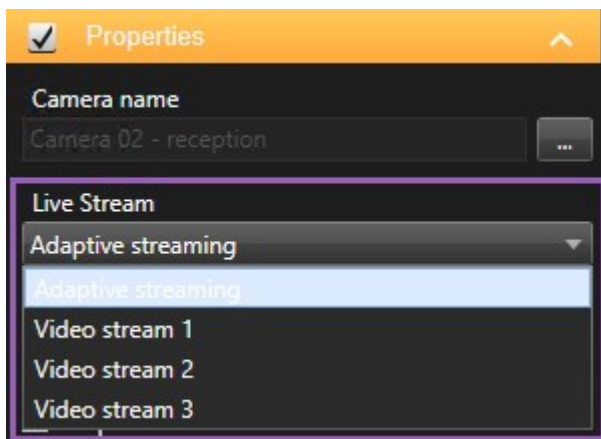 Properties
Camera name
Camera 02 - reception
...
Live Stream
Adaptive streaming
Adaptive streaming
Video stream 1
Video stream 2
Video stream 3